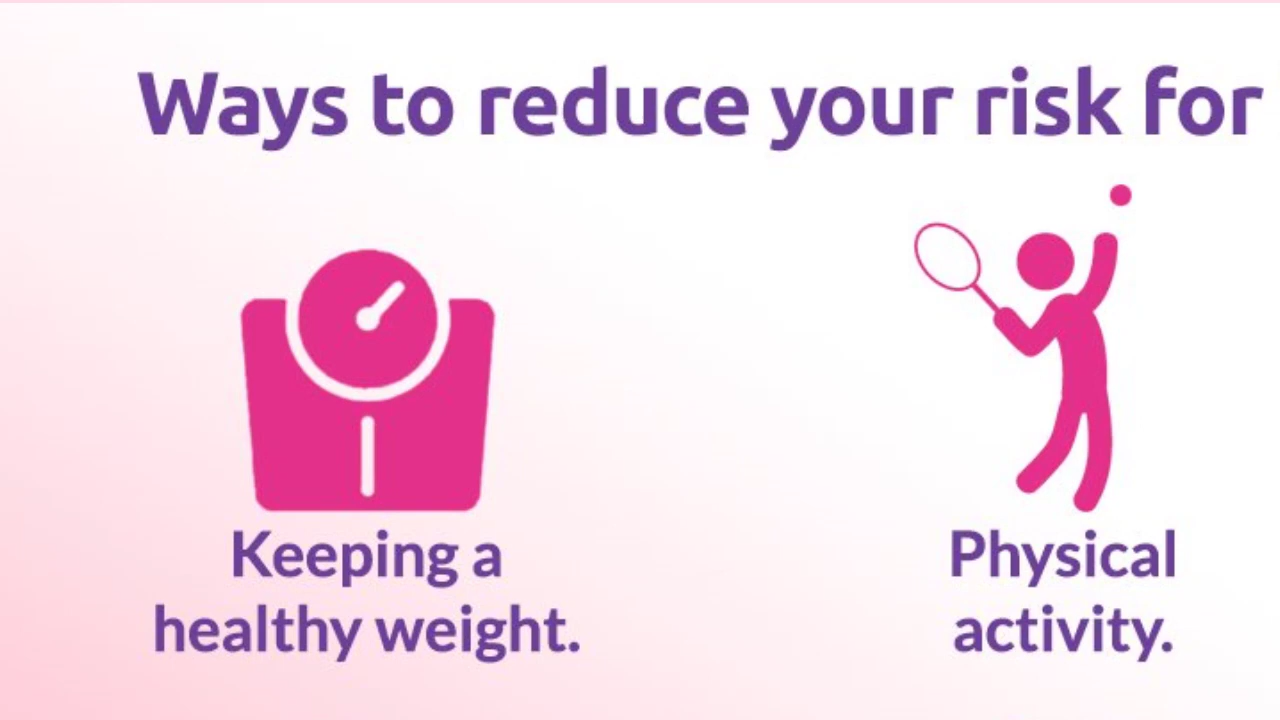 Ways to reduce your risk for
Keeping a
healthy weight.
Physical
activity.